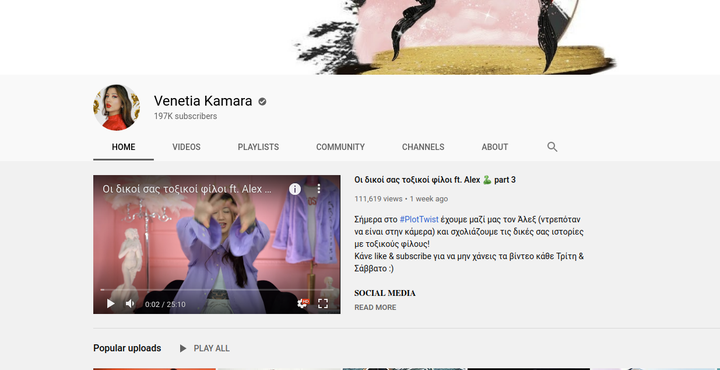 Venetia Kamara
197K subscribers
HOME VIDEOS PLAYLISTS COMMUNITY CHANNELS ABOUT
Οι δικοί σας τοξικοί φίλοι ft. Alex ...
0:02 / 25:10
HD
Οι δικοί σας τοξικοί φίλοι ft. Alex 🐍 part 3
111,619 views • 1 week ago
Σήμερα στο #PlotTwist έχουμε μαζί μας τον Άλεξ (ντρεπόταν
να είναι στην κάμερα) και σχολιάζουμε τις δικές σας ιστορίες
με τοξικούς φίλους!
Κάνε like & subscribe για να μην χάνεις τα βίντεο κάθε Τρίτη &
Σάββατο :)
SOCIAL MEDIA
READ MORE
Popular uploads PLAY ALL